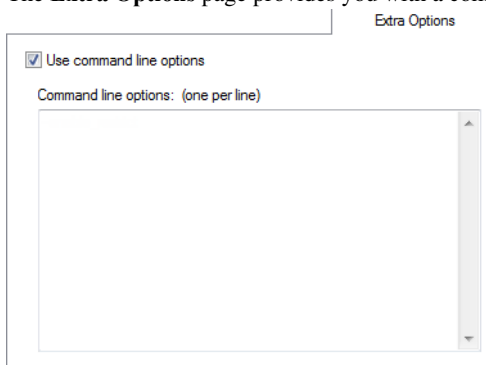 The Extra Options page provides you with a
Extra Options
Use command line options
Command line options: (one per line)